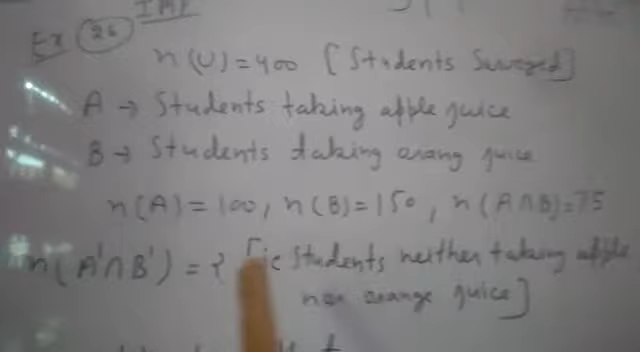 IMP
Ex 26
n(U)=400 [Students Surveyed]
A → Students taking apple juice
B → Students taking orang juice
n(A)=100, n(B)=150, n(A∩B)=75
n(A'∩B') = ? [ie students neither taking apple
nor orange juice]